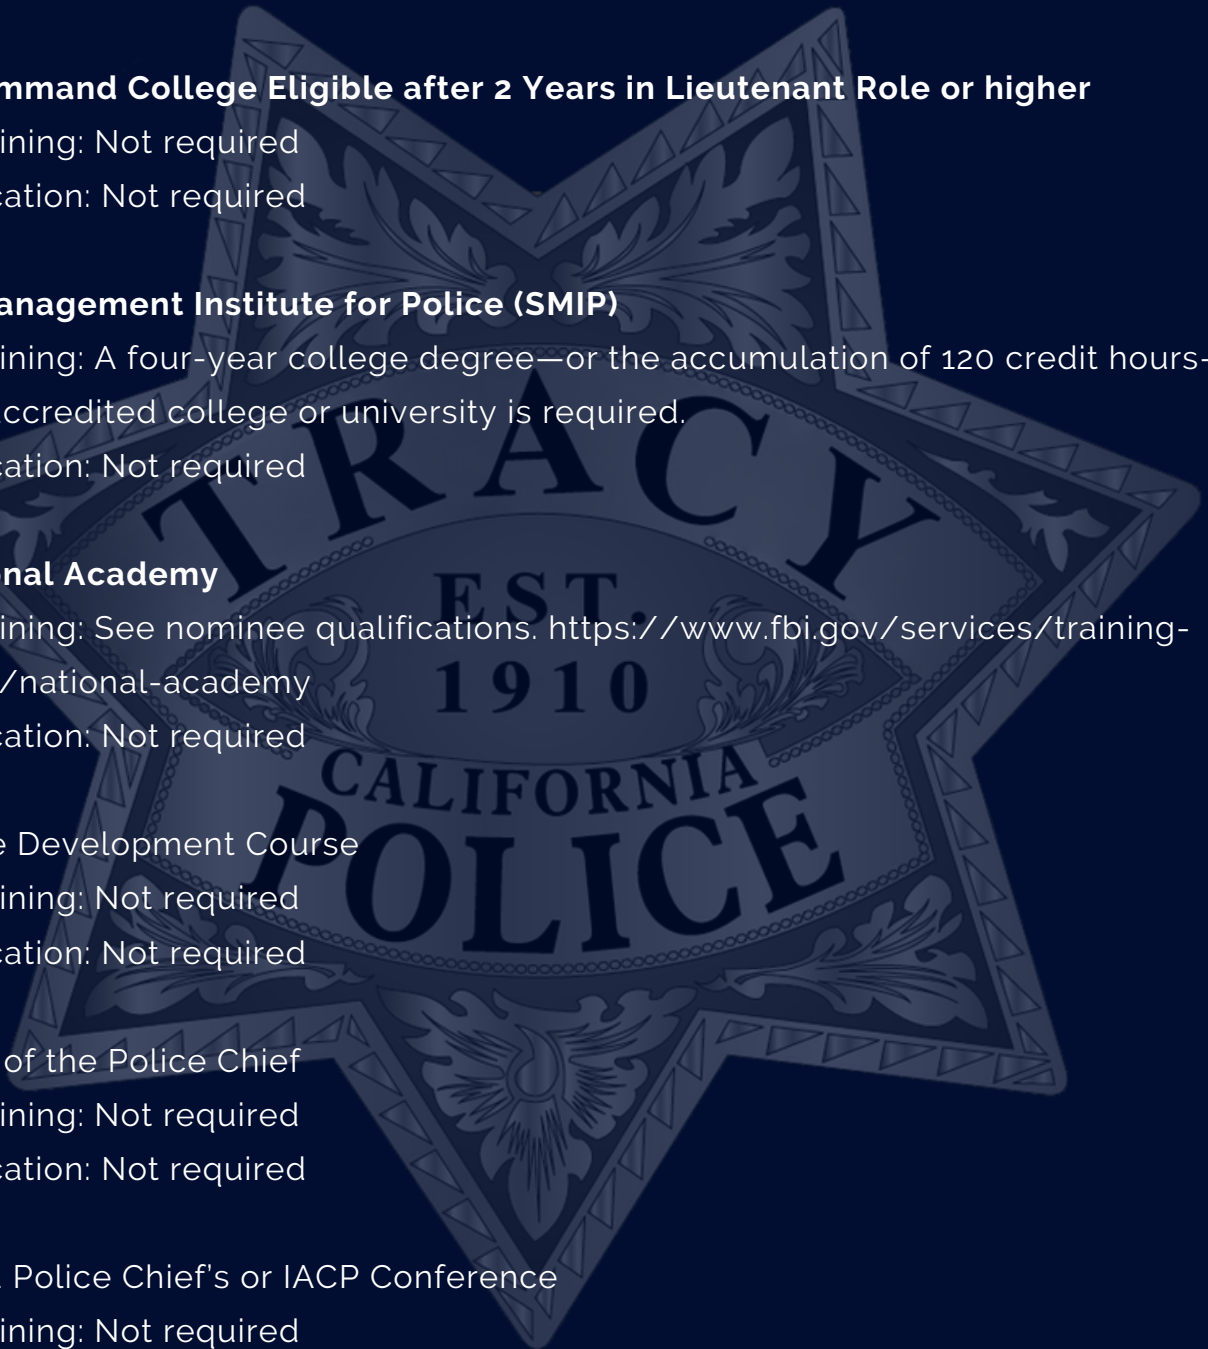 mmand College Eligible after 2 Years in Lieutenant Role or higher
ining: Not required
cation: Not required
anagement Institute for Police (SMIP)
ining: A four-year college degree—or the accumulation of 120 credit hours-
ccredited college or university is required.
cation: Not required
onal Academy
ining: See nominee qualifications. https://www.fbi.gov/services/training-
/national-academy
cation: Not required
e Development Course
ining: Not required
cation: Not required
of the Police Chief
ining: Not required
cation: Not required
Police Chief's or IACP Conference
ining: Not required
TRACY
EST.
1910
CALIFORNIA
POLICE